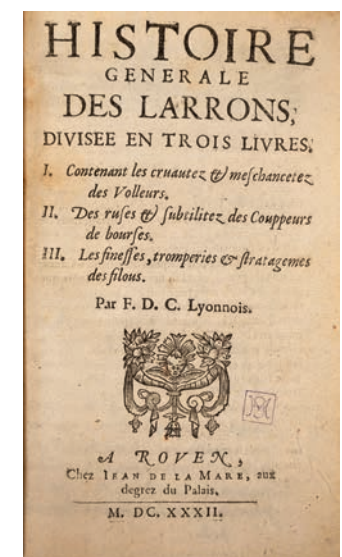 HISTOIRE
GENERALE
DES LARRONS,
DIVISEE EN TROIS LIVRES.
I. Contenant les cruautez & meſchancetez
des Volleurs.
II. Des ruſes & ſubtilitez des Couppeurs
de bourſes.
III. Les fineſſes, tromperies & ſtratagemes
des filous.
Par F. D. C. Lyonnois.
A ROVEN,
Chez IEAN DE LA MARE, aux
degrez du Palais.
M. DC. XXXII.